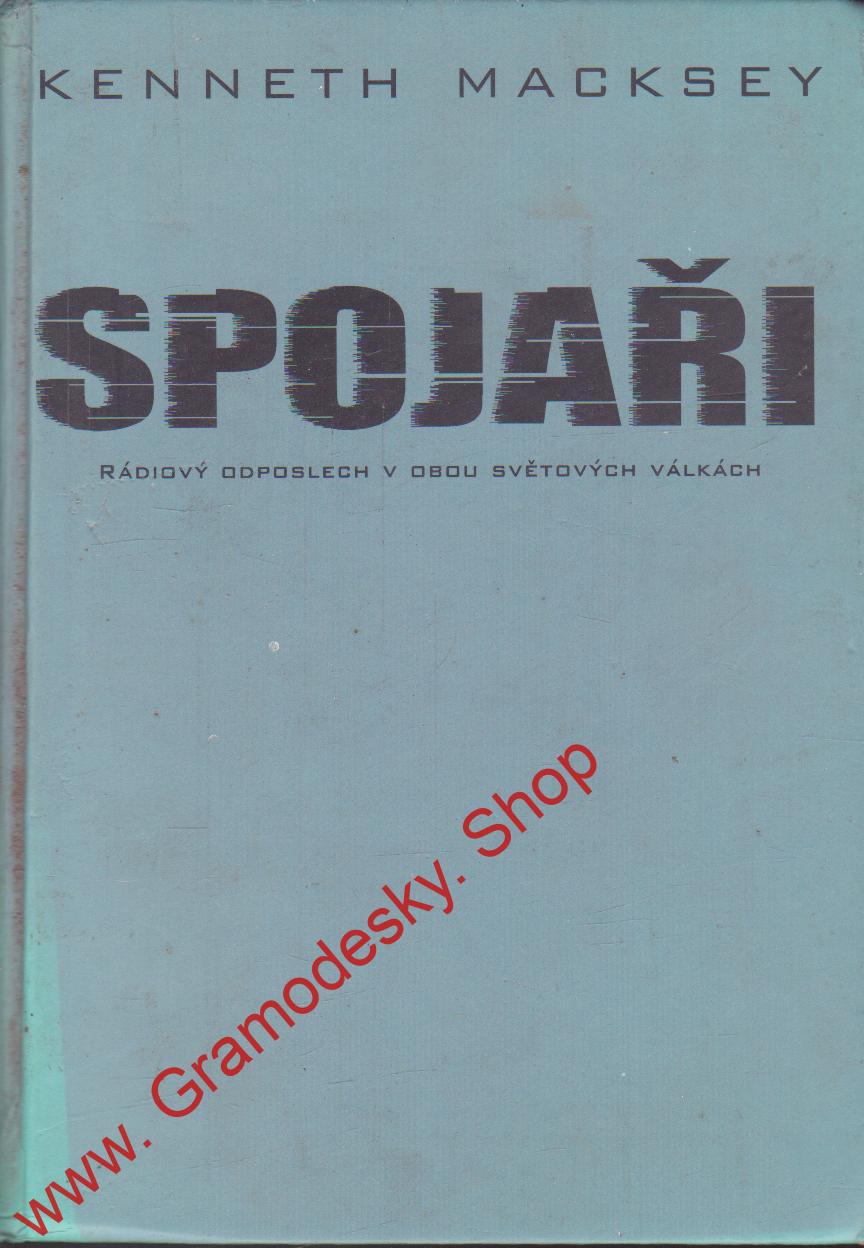 KENNETH MACKSEY
SPOJAŘI
RÁDIOVÝ ODPOSLECH V OBOU SVĚTOVÝCH VÁLKÁCH
www. Gramodesky. Shop